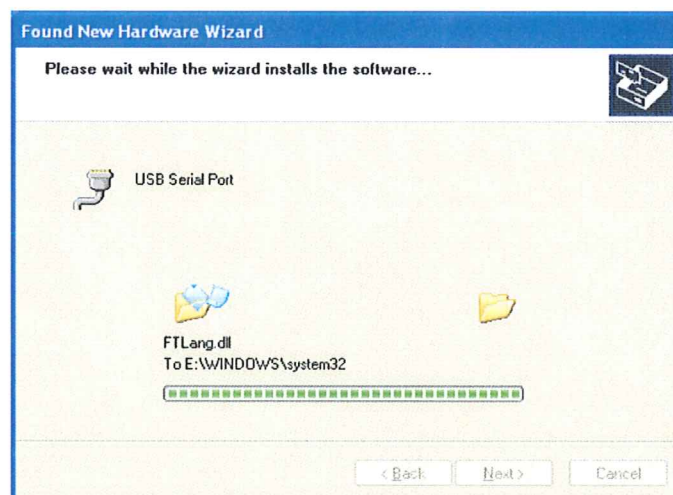 Found New Hardware Wizard
Please wait while the wizard installs the software...
USB Serial Port
FTLang.dll
To E:\WINDOWS\system32
< Back
Next >
Cancel